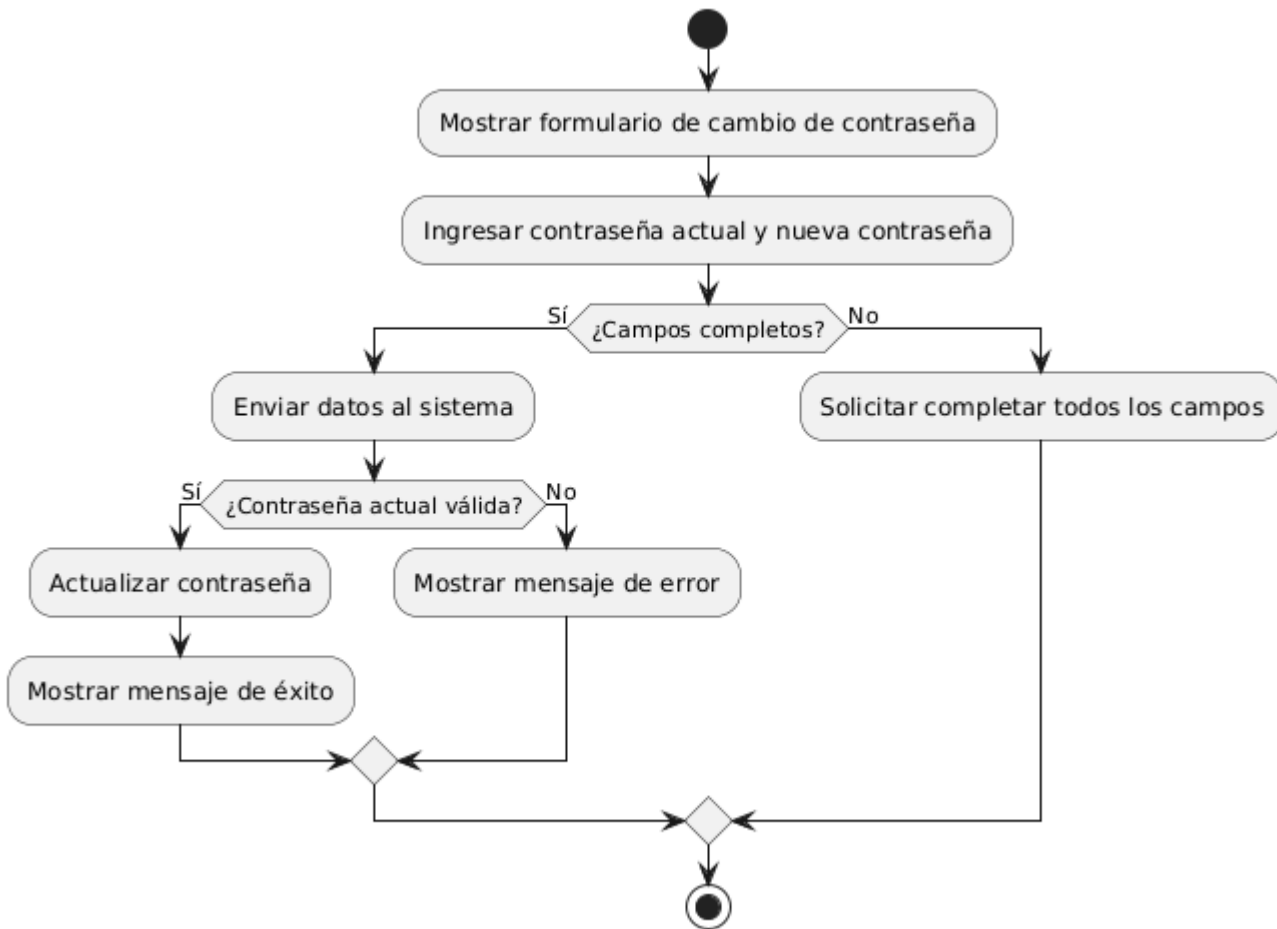 Mostrar formulario de cambio de contraseña
Ingresar contraseña actual y nueva contraseña
Sí
¿Campos completos?
No
Enviar datos al sistema
Solicitar completar todos los campos
Sí
¿Contraseña actual válida?
No
Actualizar contraseña
Mostrar mensaje de error
Mostrar mensaje de éxito